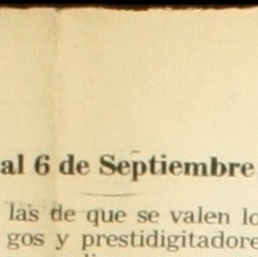 al 6 de Septiembre
las de que se valen lo
gos y prestidigitadore